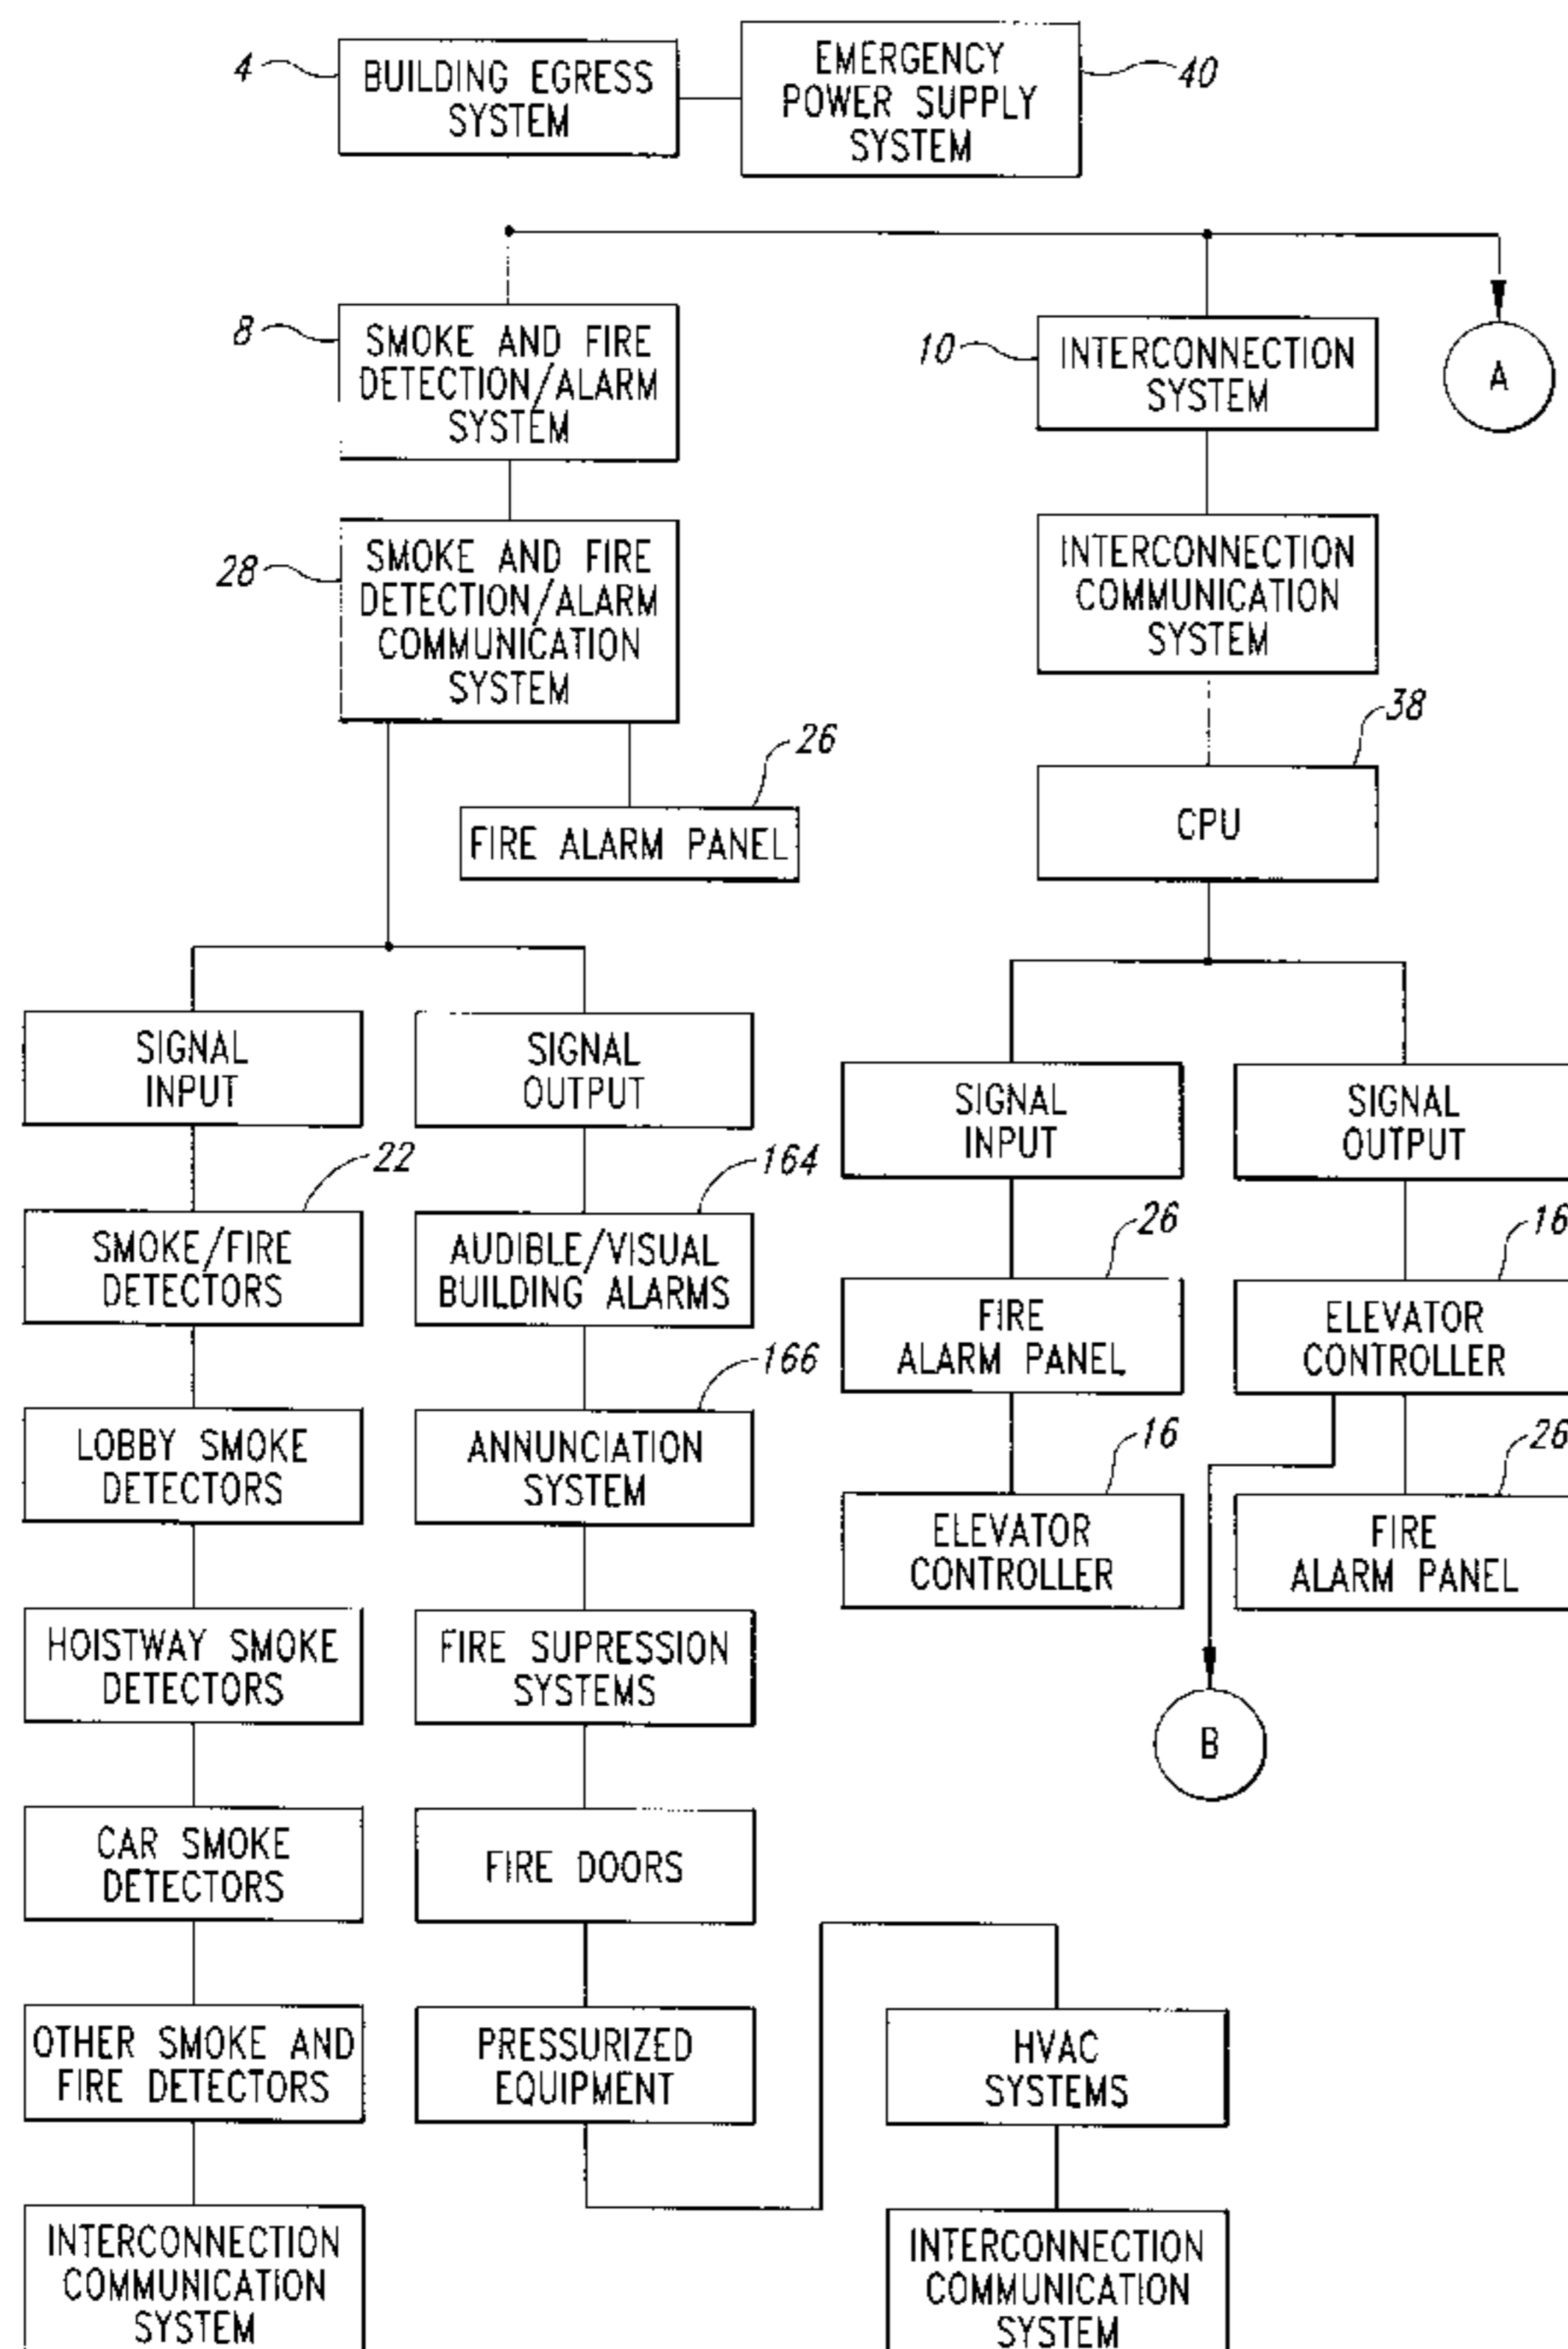 4
BUILDING EGRESS
SYSTEM
EMERGENCY
POWER SUPPLY
SYSTEM
40
8
SMOKE AND FIRE
DETECTION/ALARM
SYSTEM
10
INTERCONNECTION
SYSTEM
A
28
SMOKE AND FIRE
DETECTION/ALARM
COMMUNICATION
SYSTEM
INTERCONNECTION
COMMUNICATION
SYSTEM
26
FIRE ALARM PANEL
38
CPU
SIGNAL
INPUT
SIGNAL
OUTPUT
SIGNAL
INPUT
SIGNAL
OUTPUT
22
SMOKE/FIRE
DETECTORS
164
AUDIBLE/VISUAL
BUILDING ALARMS
26
FIRE
ALARM PANEL
16
ELEVATOR
CONTROLLER
LOBBY SMOKE
DETECTORS
166
ANNUNCIATION
SYSTEM
16
ELEVATOR
CONTROLLER
26
FIRE
ALARM PANEL
HOISTWAY SMOKE
DETECTORS
FIRE SUPRESSION
SYSTEMS
B
CAR SMOKE
DETECTORS
FIRE DOORS
OTHER SMOKE AND
FIRE DETECTORS
PRESSURIZED
EQUIPMENT
HVAC
SYSTEMS
INTERCONNECTION
COMMUNICATION
SYSTEM
INTERCONNECTION
COMMUNICATION
SYSTEM